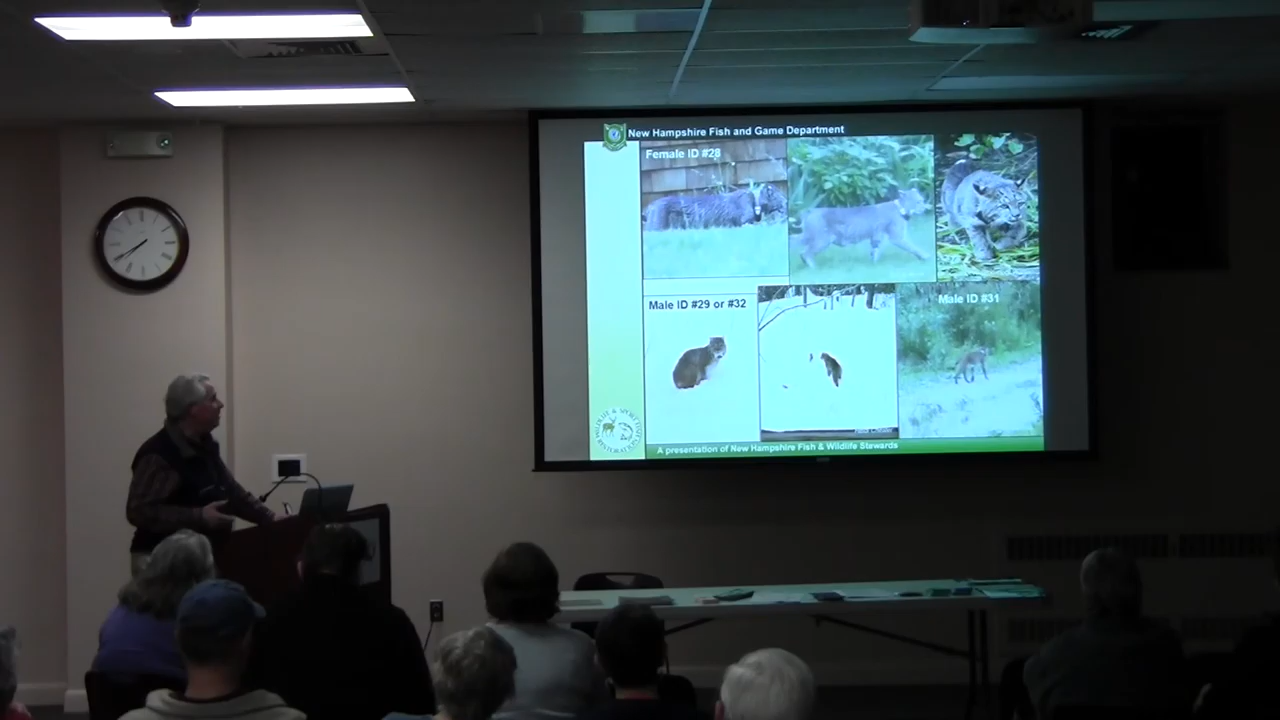 New Hampshire Fish and Game Department
Female ID #28
Male ID #29 or #32
Male ID #31
A presentation of New Hampshire Fish & Wildlife Stewards